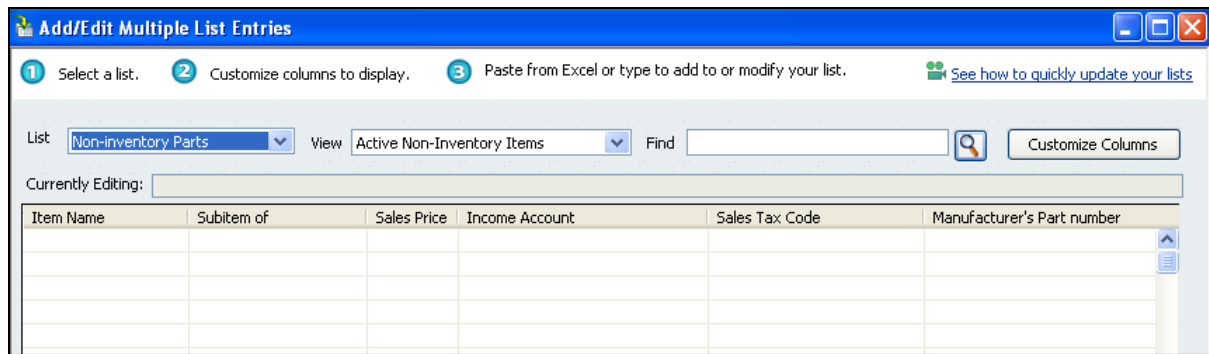 Add/Edit Multiple List Entries
1 Select a list. 2 Customize columns to display. 3 Paste from Excel or type to add to or modify your list. See how to quickly update your lists
List Non-inventory Parts View Active Non-Inventory Items Find Customize Columns
Currently Editing:
Item Name Subitem of Sales Price Income Account Sales Tax Code Manufacturer's Part number